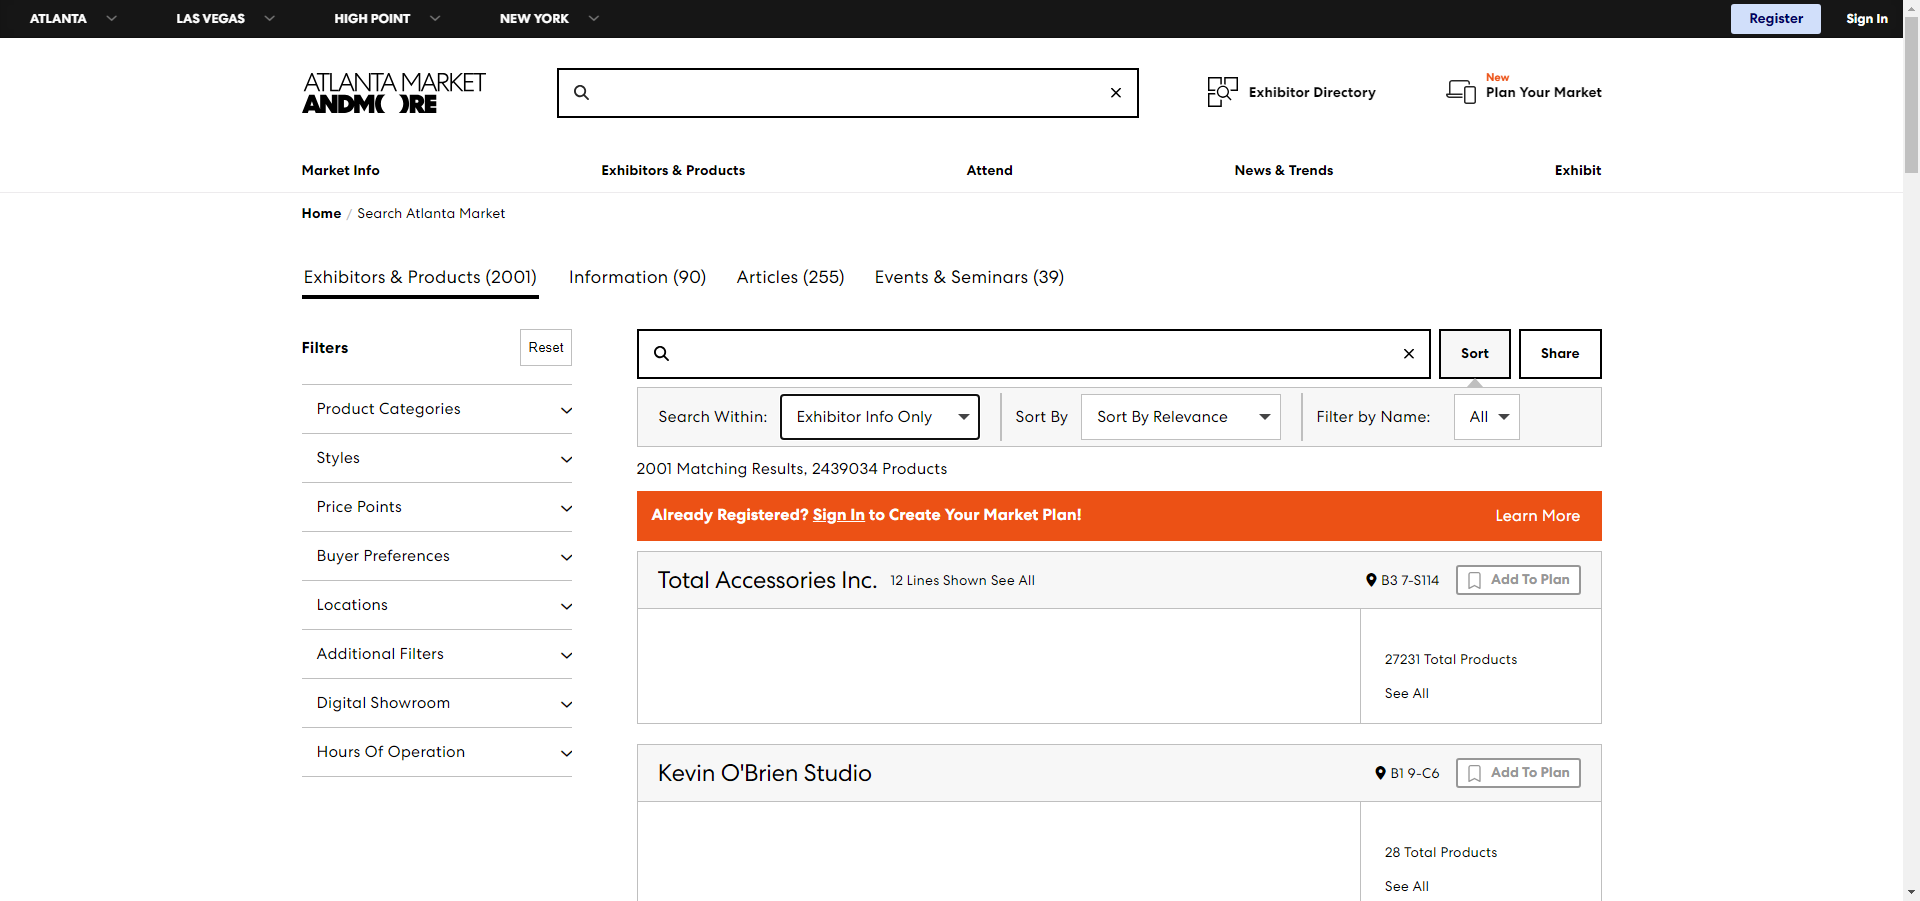 ATLANTA LAS VEGAS HIGH POINT NEW YORK Register Sign In
ATLANTA MARKET
ANDMORE
Exhibitor Directory
New
Plan Your Market
Market Info Exhibitors & Products Attend News & Trends Exhibit
Home / Search Atlanta Market
Exhibitors & Products (2001) Information (90) Articles (255) Events & Seminars (39)
Filters Reset
Sort Share
Product Categories
Styles
Price Points
Buyer Preferences
Locations
Additional Filters
Digital Showroom
Hours Of Operation
Search Within: Exhibitor Info Only Sort By Sort By Relevance Filter by Name: All
2001 Matching Results, 2439034 Products
Already Registered? Sign In to Create Your Market Plan! Learn More
Total Accessories Inc. 12 Lines Shown See All B3 7-S114 Add To Plan
27231 Total Products
See All
Kevin O'Brien Studio B1 9-C6 Add To Plan
28 Total Products
See All